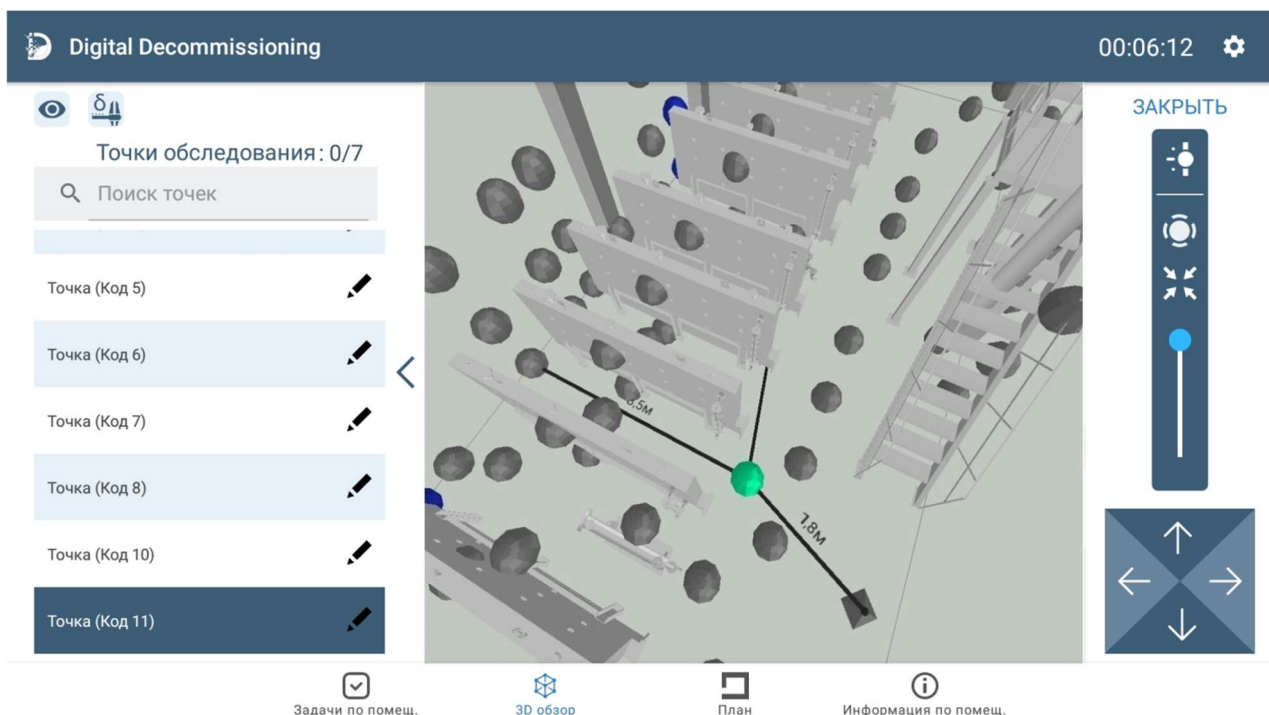 Digital Decommissioning
00:06:12
ЗАКРЫТЬ
Точки обследования: 0/7
Поиск точек
Точка (Код 5)
Точка (Код 6)
Точка (Код 7)
Точка (Код 8)
Точка (Код 10)
Точка (Код 11)
1,8м
Задачи по помещ.
3D обзор
План
Информация по помещ.